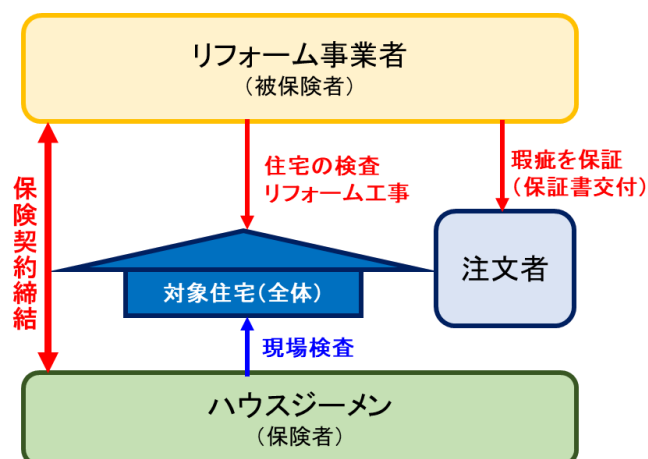 リフォーム事業者
（被保険者）
保険契約締結
住宅の検査
リフォーム工事
瑕疵を保証
（保証書交付）
注文者
対象住宅（全体）
現場検査
ハウスジーメン
（保険者）